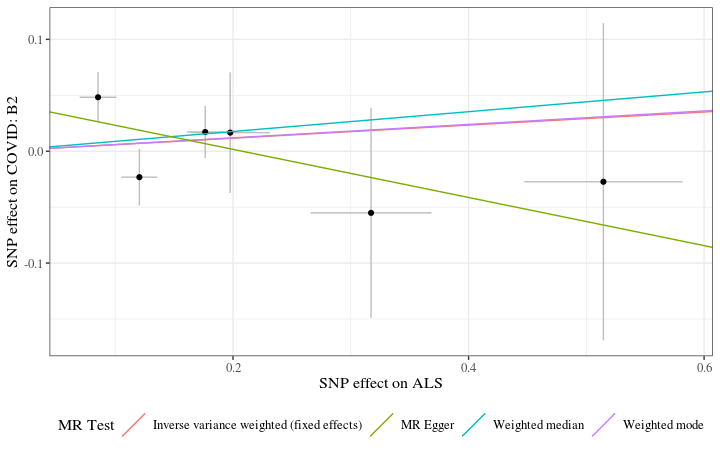 0.1
0.0
-0.1
SNP effect on COVID: B2
0.2
0.4
0.6
SNP effect on ALS
MR Test
Inverse variance weighted (fixed effects)
MR Egger
Weighted median
Weighted mode